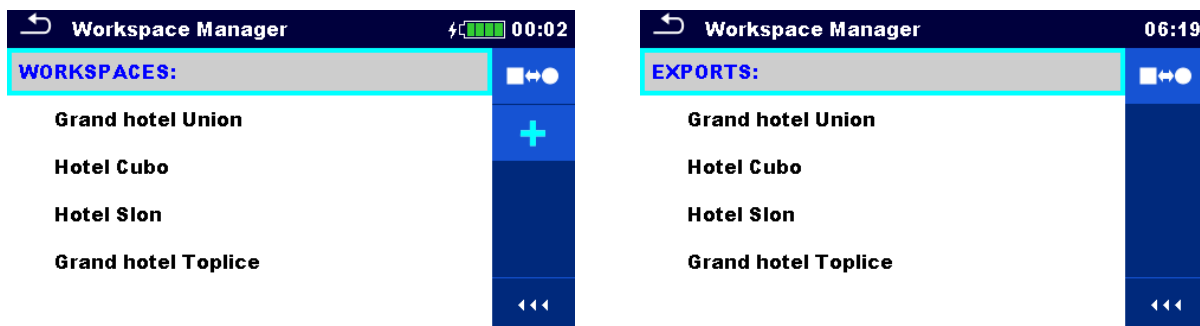 Workspace Manager 00:02
WORKSPACES:
Grand hotel Union
Hotel Cubo
Hotel Slon
Grand hotel Toplice
Workspace Manager 06:19
EXPORTS:
Grand hotel Union
Hotel Cubo
Hotel Slon
Grand hotel Toplice